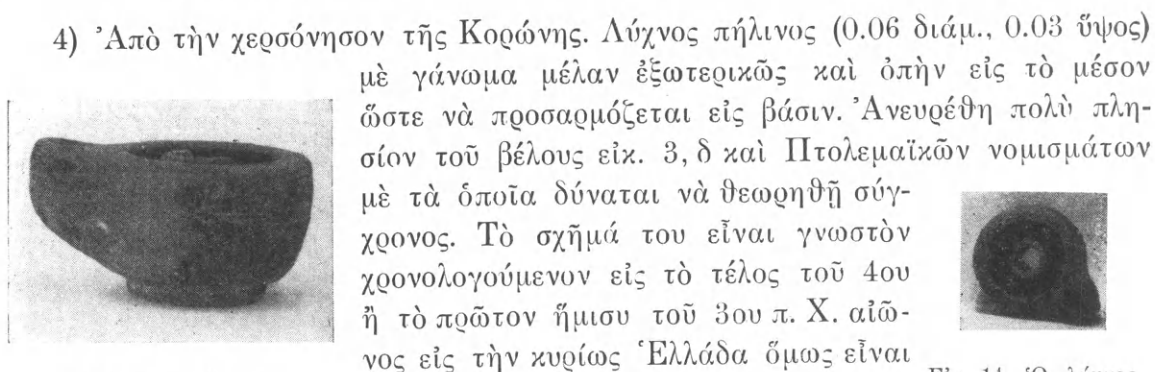 4) Ἀπὸ τὴν χερσόνησον τῆς Κορώνης. Λύχνος πήλινος (0.06 διάμ., 0.03 ὕψος)
μὲ γάνωμα μέλαν ἐξωτερικῶς καὶ ὀπὴν εἰς τὸ μέσον
ὥστε νὰ προσαρμόζεται εἰς βάσιν. Ἀνευρέθη πολὺ πλη-
σίον τοῦ βέλους εἰκ. 3, δ καὶ Πτολεμαϊκῶν νομισμάτων
μὲ τὰ ὁποῖα δύναται νὰ θεωρηθῇ σύγ-
χρονος. Τὸ σχῆμά του εἶναι γνωστὸν
χρονολογούμενον εἰς τὸ τέλος τοῦ 4ου
ἢ τὸ πρῶτον ἥμισυ τοῦ 3ου π. Χ. αἰῶ-
νος εἰς τὴν κυρίως Ἑλλάδα ὅμως εἶναι